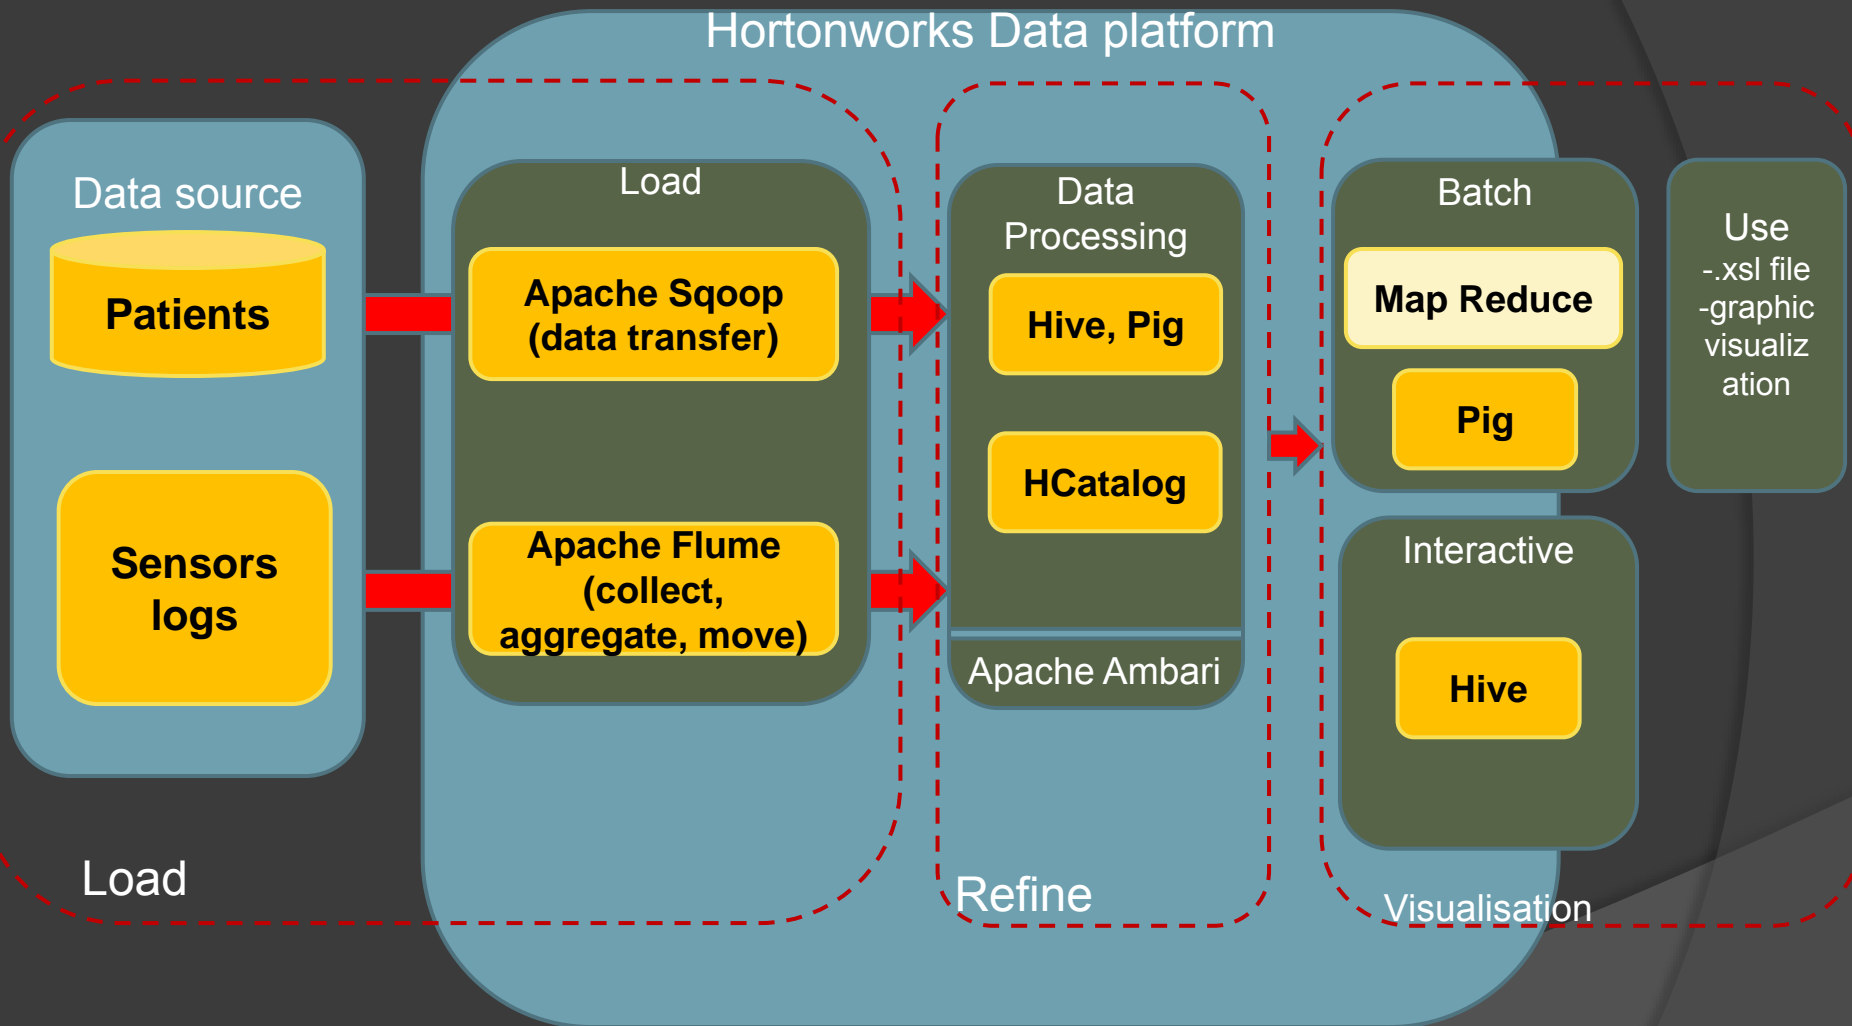 Hortonworks Data platform
Data source
Patients
Sensors
logs
Load
Apache Sqoop
(data transfer)
Apache Flume
(collect,
aggregate, move)
Data
Processing
Hive, Pig
HCatalog
Apache Ambari
Batch
Map Reduce
Pig
Interactive
Hive
Use
-.xsl file
-graphic
visualiz
ation
Load
Refine
Visualisation